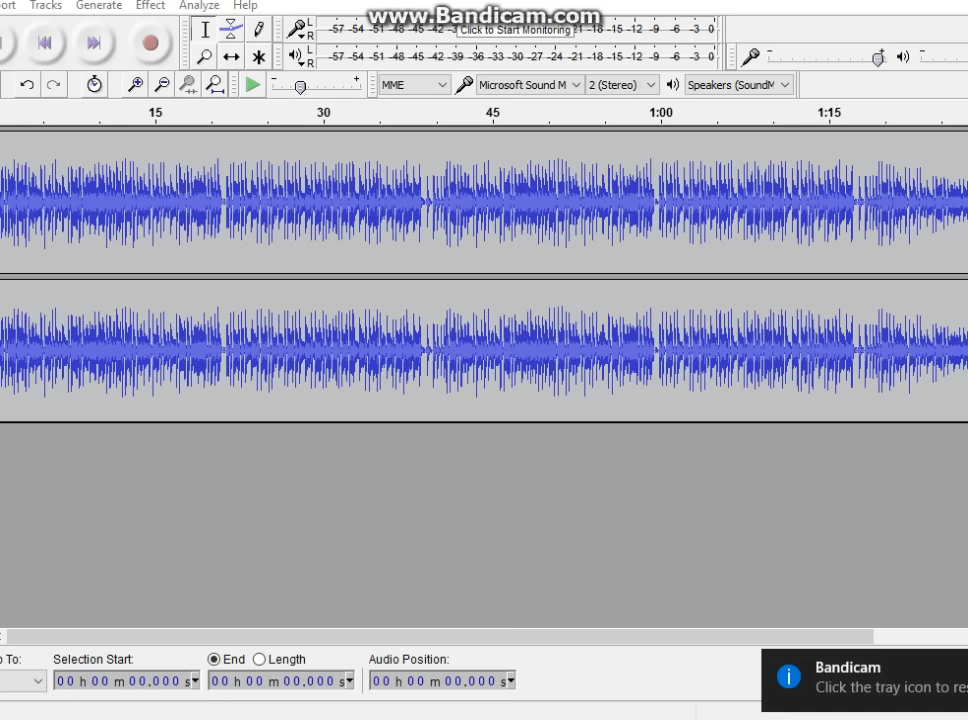 www.Bandicam.com
ort Tracks Generate Effect Analyze Help
L
R
-57 -54 -51 -48 -45 -42 -3 Click to Start Monitoring 1 -18 -15 -12 -9 -6 -3 0
L
R
-57 -54 -51 -48 -45 -42 -39 -36 -33 -30 -27 -24 -21 -18 -15 -12 -9 -6 -3 0
MME Microsoft Sound M 2 (Stereo) Speakers (SoundM
15 30 45 1:00 1:15
o To: Selection Start: End Length Audio Position:
00 h 00 m 00.000 s 00 h 00 m 00.000 s 00 h 00 m 00.000 s
Bandicam
Click the tray icon to res